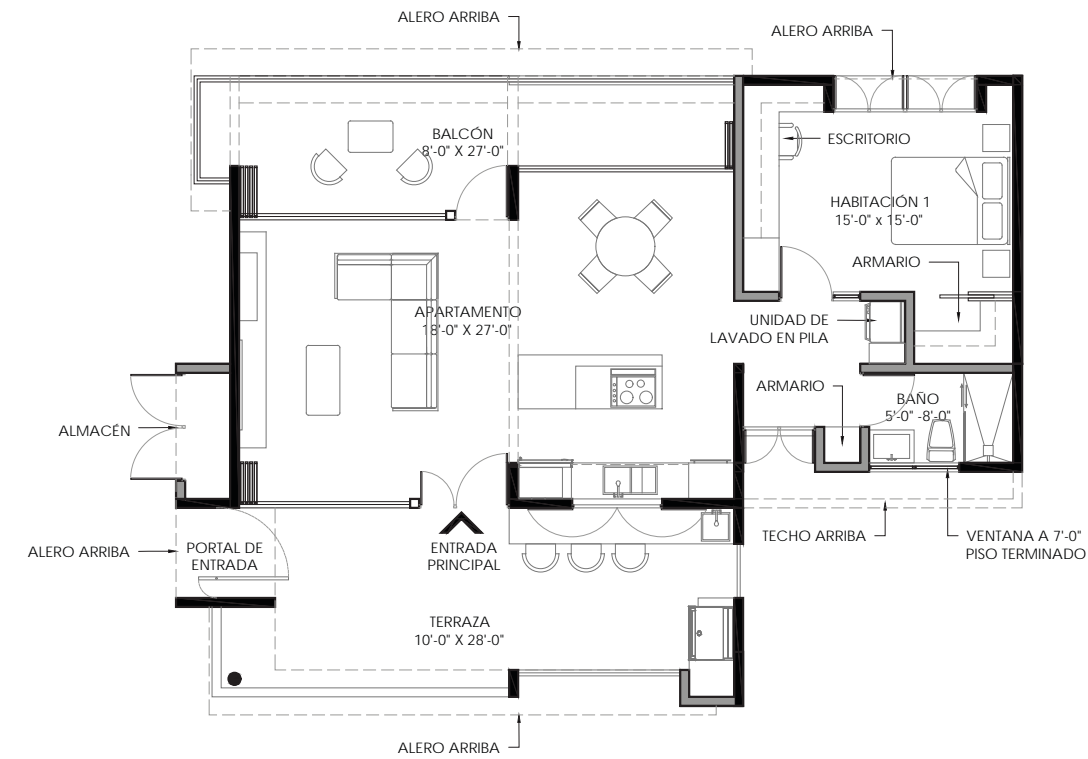 ALERO ARRIBA
ALERO ARRIBA
BALCÓN
8'-0" X 27'-0"
ESCRITORIO
HABITACIÓN 1
15'-0" x 15'-0"
ARMARIO
APARTAMENTO
18'-0" X 27'-0"
UNIDAD DE
LAVADO EN PILA
ARMARIO
BAÑO
5'-0" -8'-0"
ALMACÉN
ALERO ARRIBA
PORTAL DE
ENTRADA
ENTRADA
PRINCIPAL
TECHO ARRIBA
VENTANA A 7'-0"
PISO TERMINADO
TERRAZA
10'-0" X 28'-0"
ALERO ARRIBA